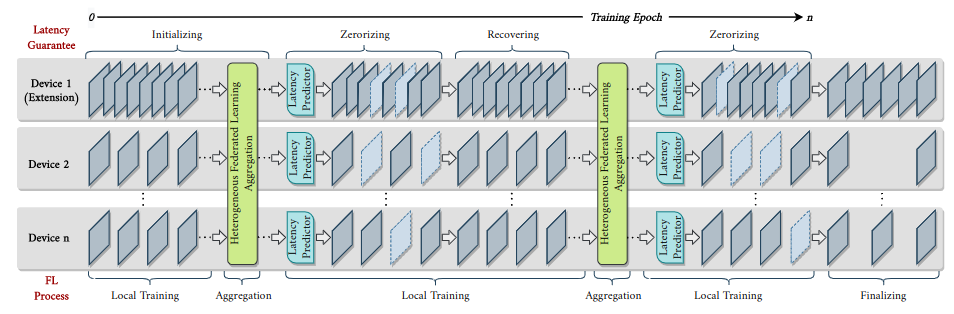 0
Training Epoch
n
Latency
Guarantee
Initializing
Zerorizing
Recovering
Zerorizing
Device 1
(Extension)
Heterogeneous Federated Learning
Aggregation
Latency
Predictor
Heterogeneous Federated Learning
Aggregation
Latency
Predictor
Device 2
Latency
Predictor
Latency
Predictor
Device n
Latency
Predictor
Latency
Predictor
FL
Process
Local Training
Aggregation
Local Training
Aggregation
Local Training
Finalizing